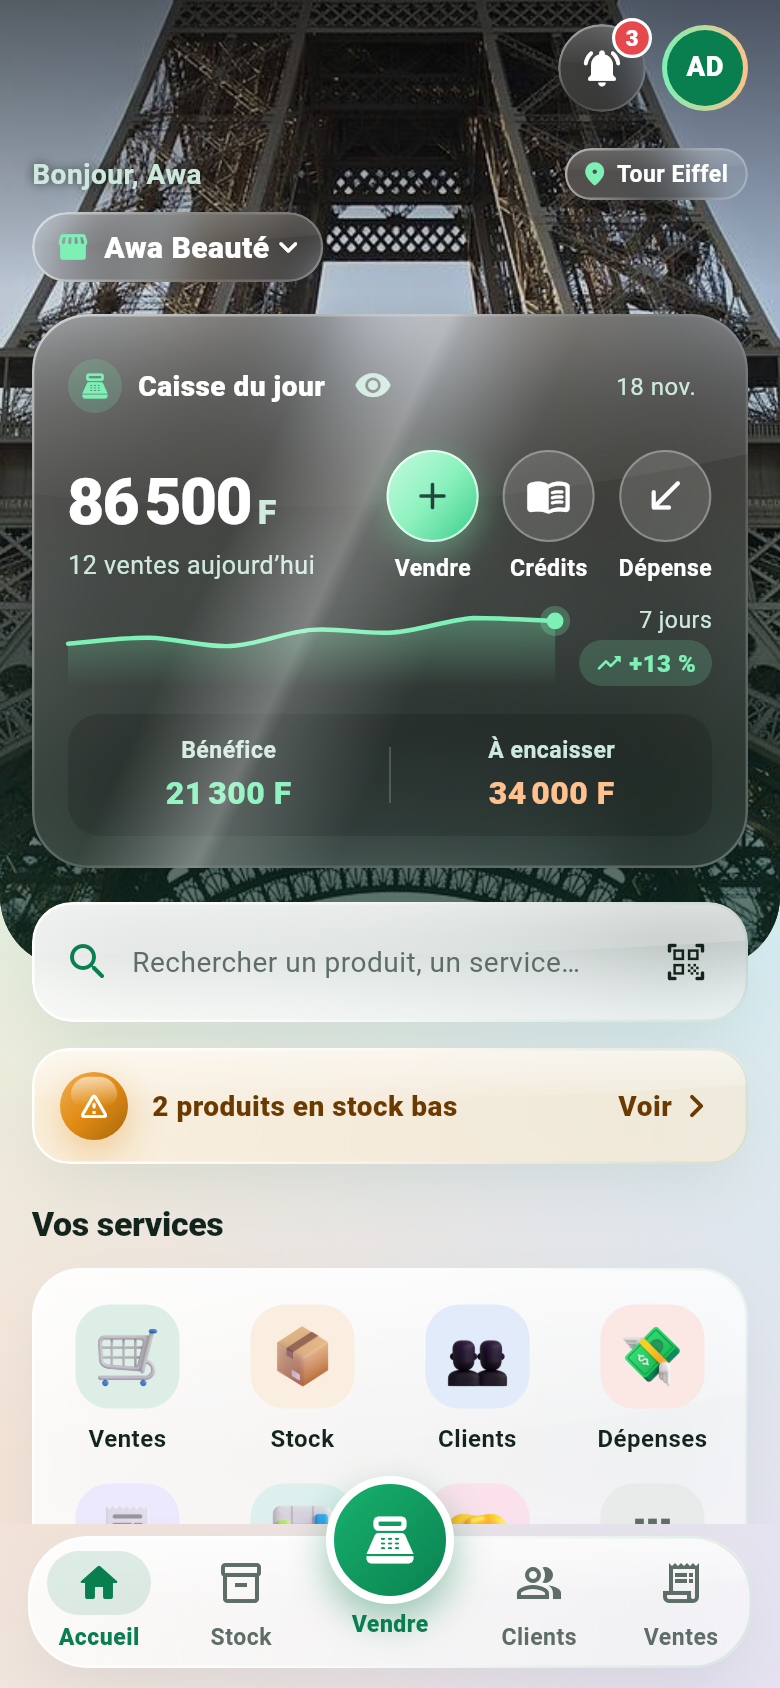 3
AD
Bonjour, Awa
Tour Eiffel
Awa Beauté
Caisse du jour
18 nov.
86 500 F
12 ventes aujourd’hui
Vendre
Crédits
Dépense
7 jours
+13 %
Bénéfice
À encaisser
21 300 F
34 000 F
Rechercher un produit, un service…
2 produits en stock bas
Voir
Vos services
Ventes
Stock
Clients
Dépenses
Accueil
Stock
Vendre
Clients
Ventes